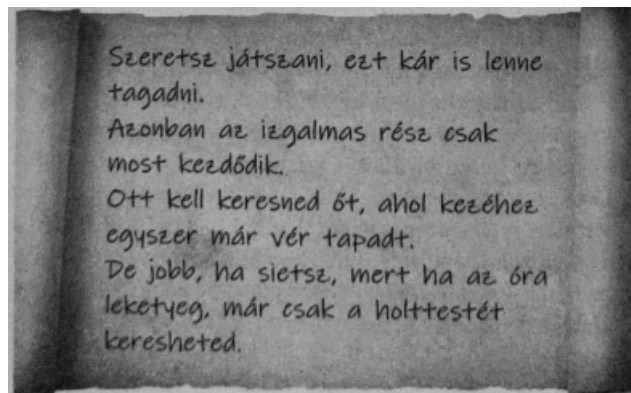 Szeretsz játszani, ezt kár is lenne
tagadni.
Azonban az izgalmas rész csak
most kezdődik.
Ott kell keresned őt, ahol kezéhez
egyszer már vér tapadt.
De jobb, ha sietsz, mert ha az óra
leketyeg, már csak a holttestét
keresheted.